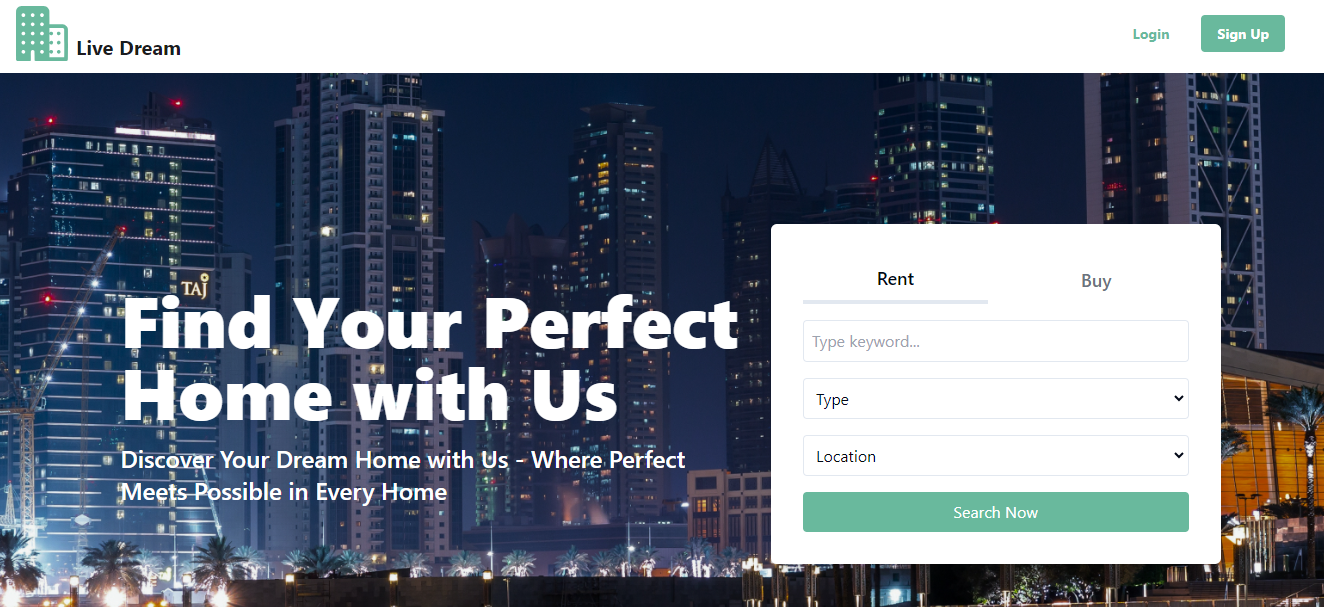 Live Dream
Login
Sign Up
TAJ
Find Your Perfect
Home with Us
Discover Your Dream Home with Us - Where Perfect
Meets Possible in Every Home
Rent
Buy
Type keyword...
Type
Location
Search Now